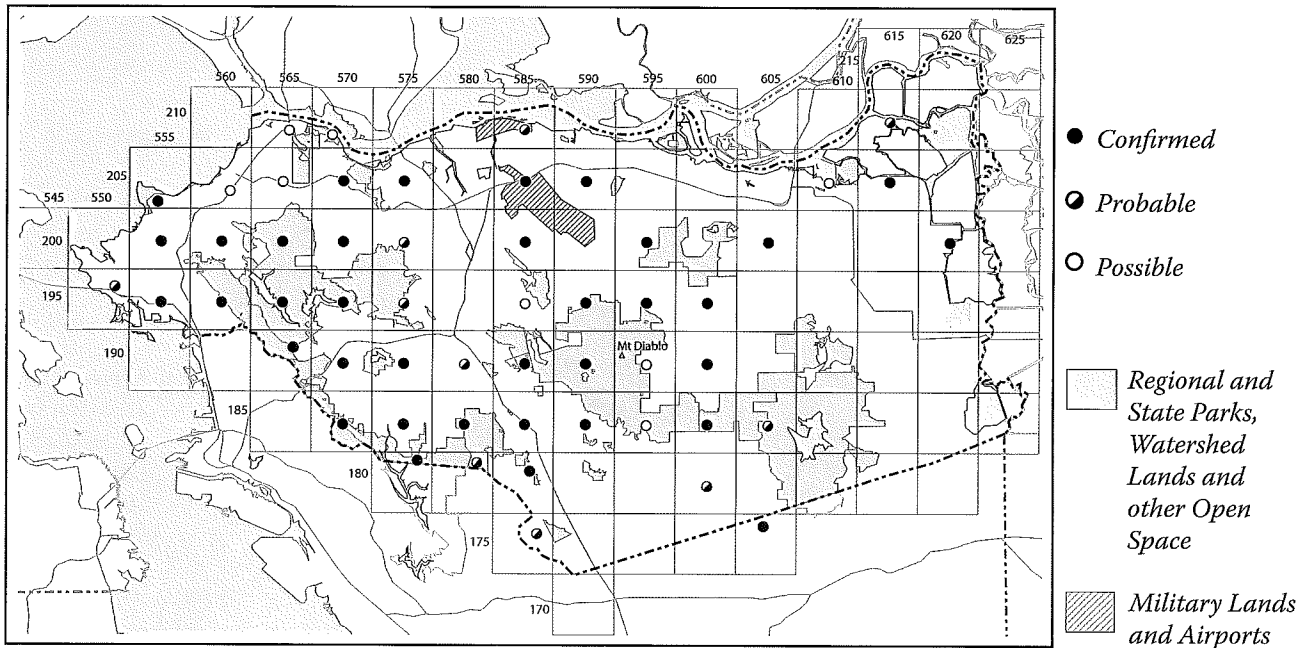 615 620 625
215
560 565 570 575 580 585 590 595 600 605 610
210
555
205
545 550
200
195
190
Mt Diablo
185
180
175
170
Confirmed
Probable
Possible
Regional and
State Parks,
Watershed
Lands and
other Open
Space
Military Lands
and Airports